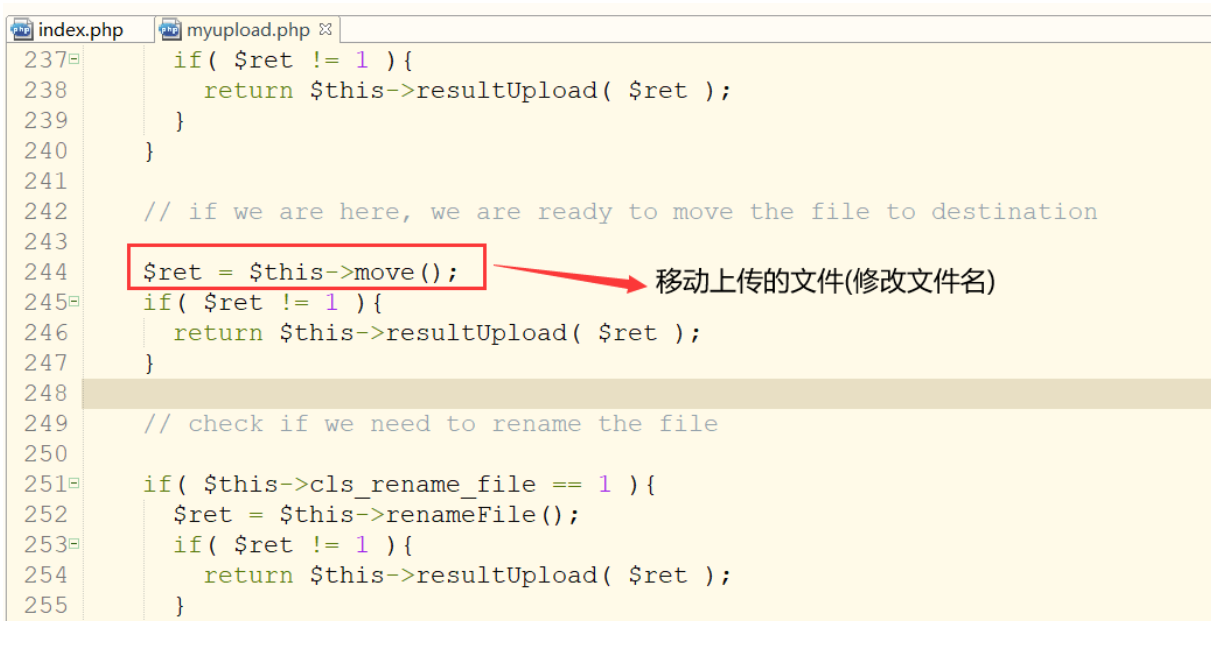 index.php myupload.php
237 if( $ret != 1 ){
238 return $this->resultUpload( $ret );
239 }
240 }
241
242 // if we are here, we are ready to move the file to destination
243
244 $ret = $this->move(); 移动上传的文件(修改文件名)
245 if( $ret != 1 ){
246 return $this->resultUpload( $ret );
247 }
248
249 // check if we need to rename the file
250
251 if( $this->cls_rename_file == 1 ){
252 $ret = $this->renameFile();
253 if( $ret != 1 ){
254 return $this->resultUpload( $ret );
255 }